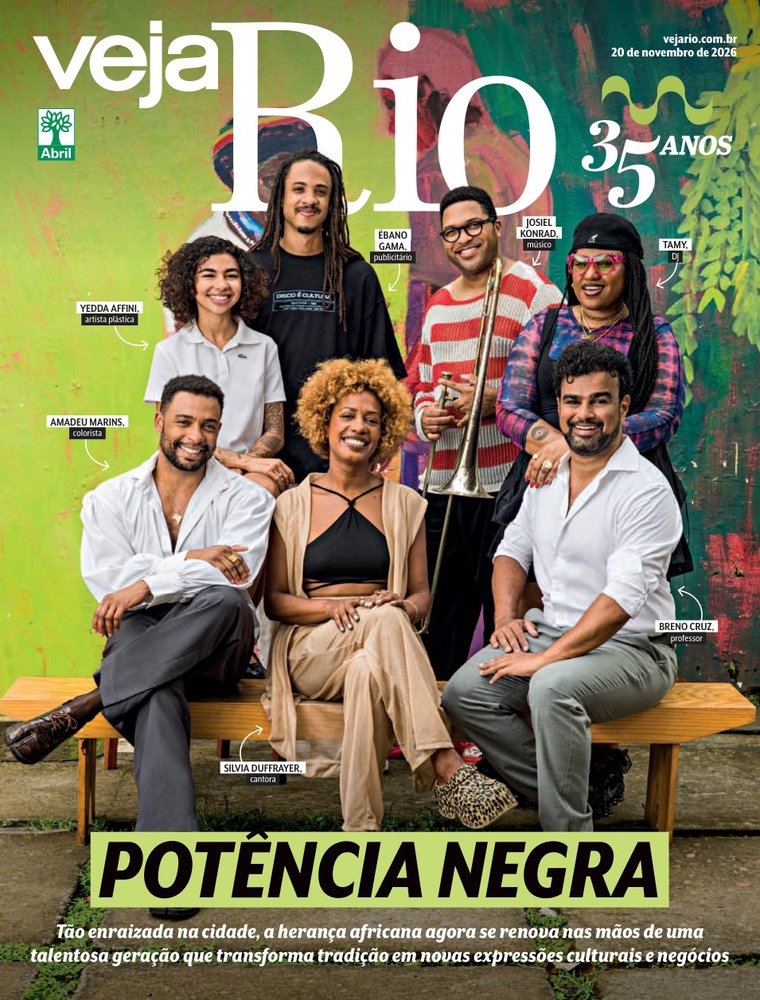 veja Rio
vejario.com.br
20 de novembro de 2026
Abril
35 ANOS
ÉBANO
GAMA,
publicitário
JOSIEL
KONRAD,
músico
TAMY,
DJ
YEDDA AFFINI,
artista plástica
DISCO É CULTURA
AMADEU MARINS,
colorista
BRENO CRUZ,
professor
SILVIA DUFFRAYER,
cantora
POTÊNCIA NEGRA
Tão enraizada na cidade, a herança africana agora se renova nas mãos de uma
talentosa geração que transforma tradição em novas expressões culturais e negócios